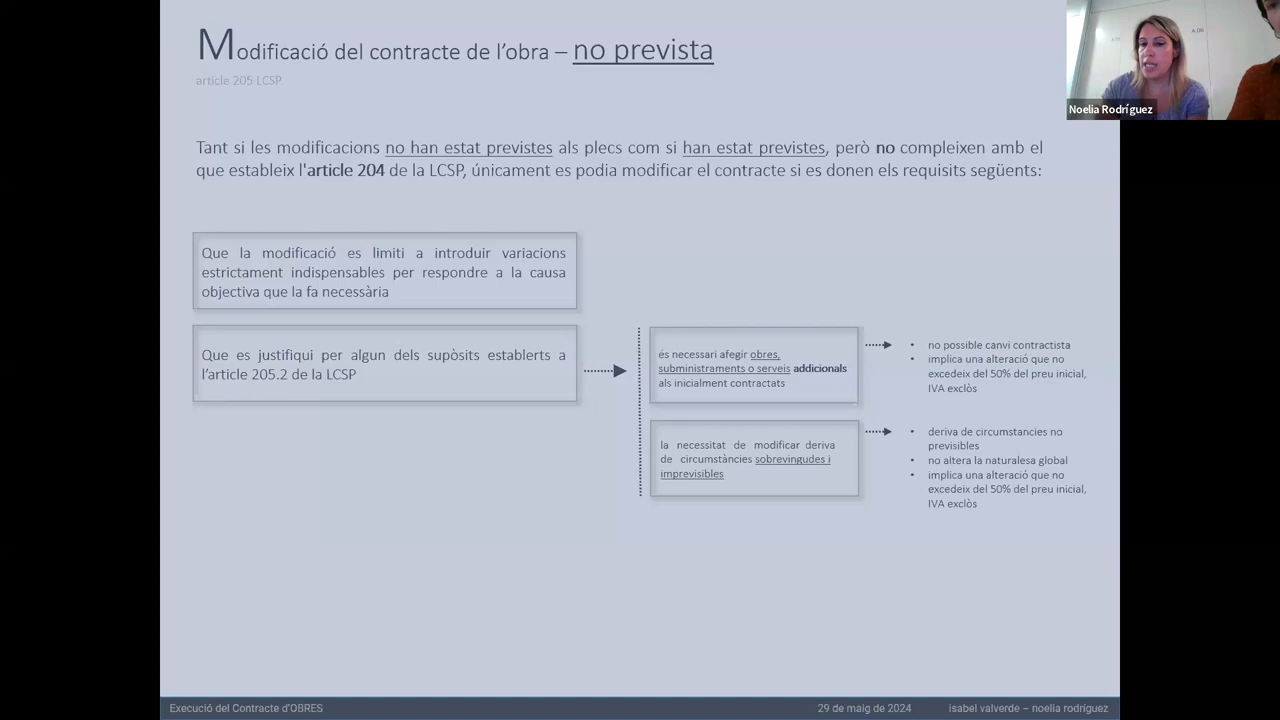 Modificació del contracte de l'obra – no prevista
article 205 LCSP
Noelia Rodríguez
Tant si les modificacions no han estat previstes als plecs com si han estat previstes, però no compleixen amb el
que estableix l'article 204 de la LCSP, únicament es podia modificar el contracte si es donen els requisits següents:
Que la modificació es limiti a introduir variacions
estrictament indispensables per respondre a la causa
objectiva que la fa necessària
Que es justifiqui per algun dels supòsits establerts a
l'article 205.2 de la LCSP
és necessari afegir obres,
subministraments o serveis addicionals
als inicialment contractats
• no possible canvi contractista
• implica una alteració que no
excedeix del 50% del preu inicial,
IVA exclòs
la necessitat de modificar deriva
de circumstàncies sobrevingudes i
imprevisibles
• deriva de circumstancies no
previsibles
• no altera la naturalesa global
• implica una alteració que no
excedeix del 50% del preu inicial,
IVA exclòs
Execució del Contracte d'OBRES
29 de maig de 2024
isabel valverde – noelia rodríguez